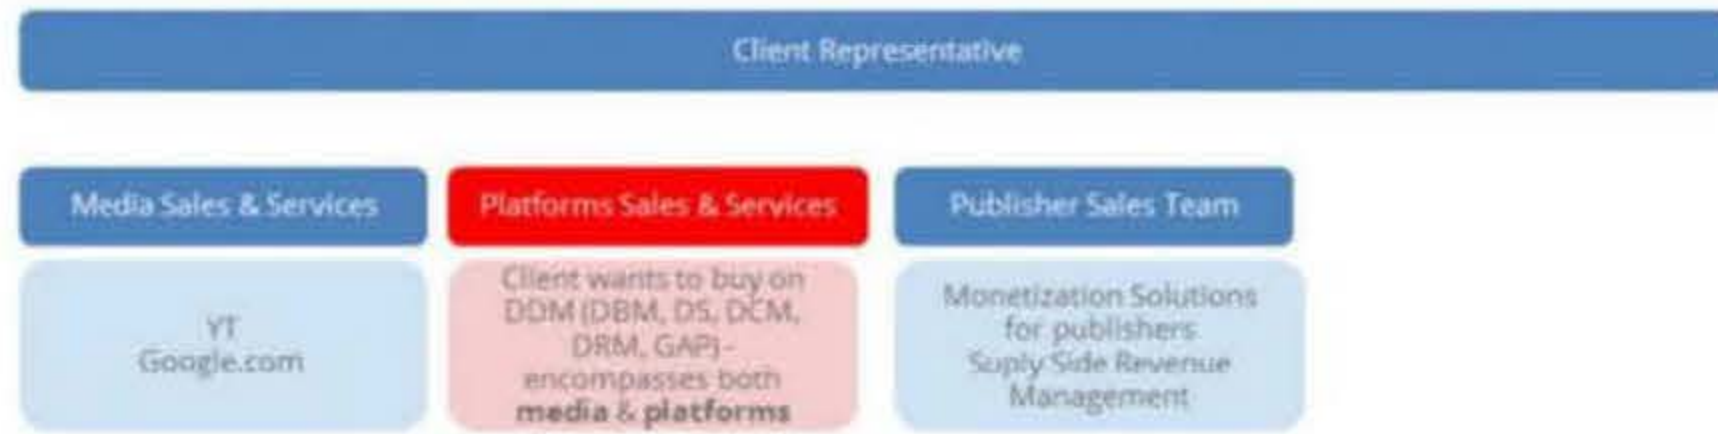 Client Representative
Media Sales & Services
Platforms Sales & Services
Publisher Sales Team
YT
Google.com
Client wants to buy on
DDM (DBM, DS, DCM,
DRM, GAP) -
encompasses both
media & platforms
Monetization Solutions
for publishers
Suply Side Revenue
Management